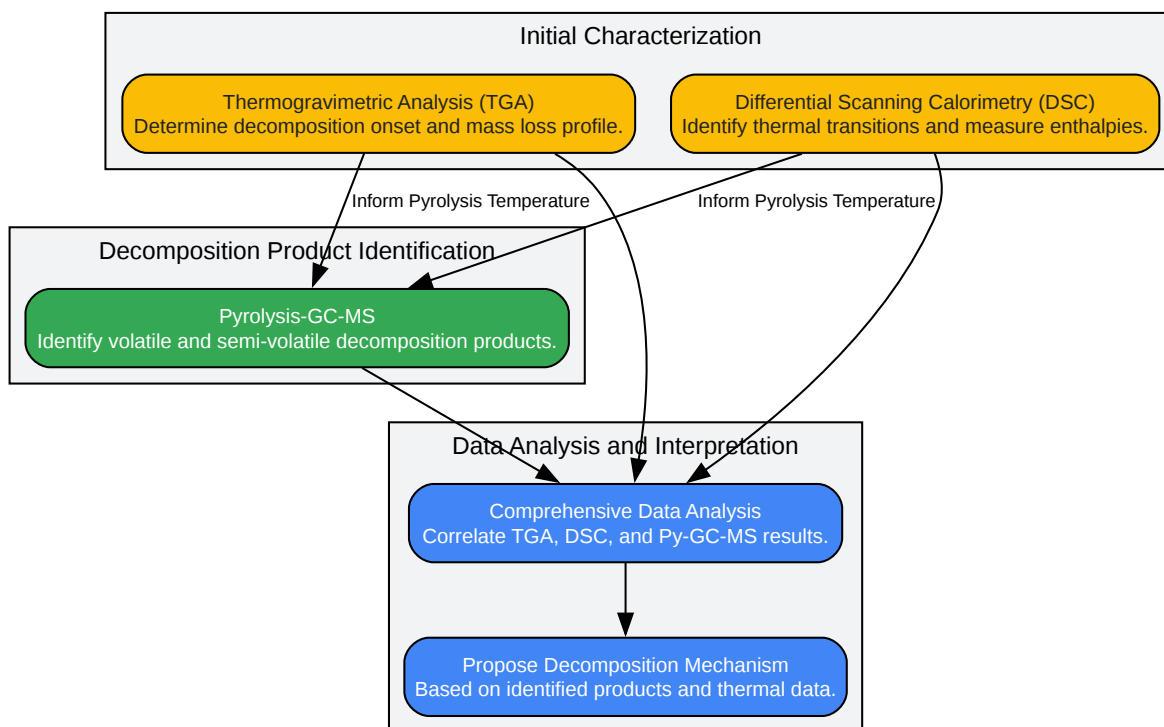 Initial Characterization
Thermogravimetric Analysis (TGA)
Determine decomposition onset and mass loss profile.
Differential Scanning Calorimetry (DSC)
Identify thermal transitions and measure enthalpies.
Inform Pyrolysis Temperature
Inform Pyrolysis Temperature
Decomposition Product Identification
Pyrolysis-GC-MS
Identify volatile and semi-volatile decomposition products.
Data Analysis and Interpretation
Comprehensive Data Analysis
Correlate TGA, DSC, and Py-GC-MS results.
Propose Decomposition Mechanism
Based on identified products and thermal data.